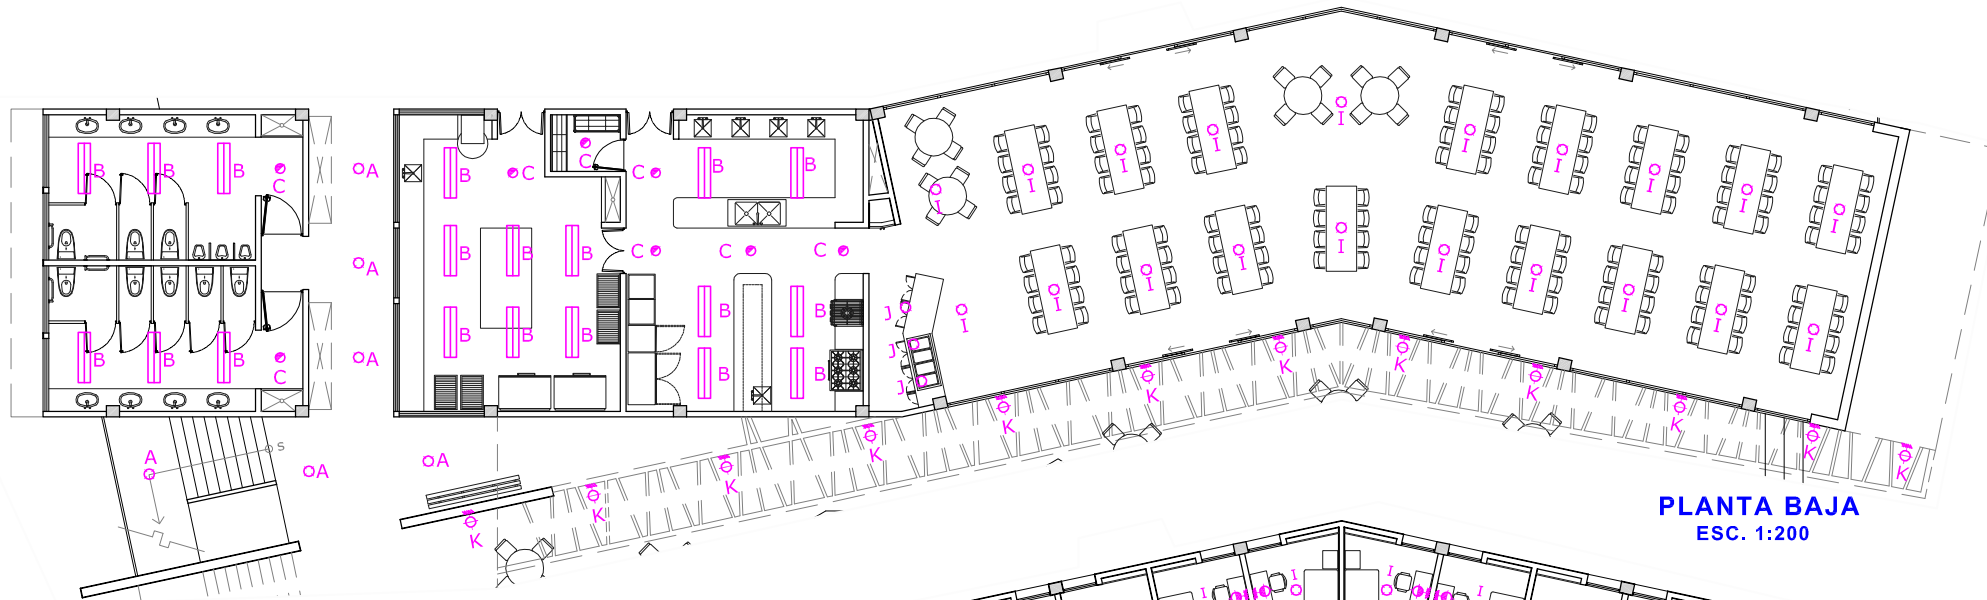 I I
I I I I
B B B C A B C C C B B I I I I
I I I I I I
A C C C I I I
B B B I I I
B B B B J I I I
B B B C A B B B B B J J K K K K
K K K K K
A S A A K K K K
PLANTA BAJA
ESC. 1:200
K K
I I I I